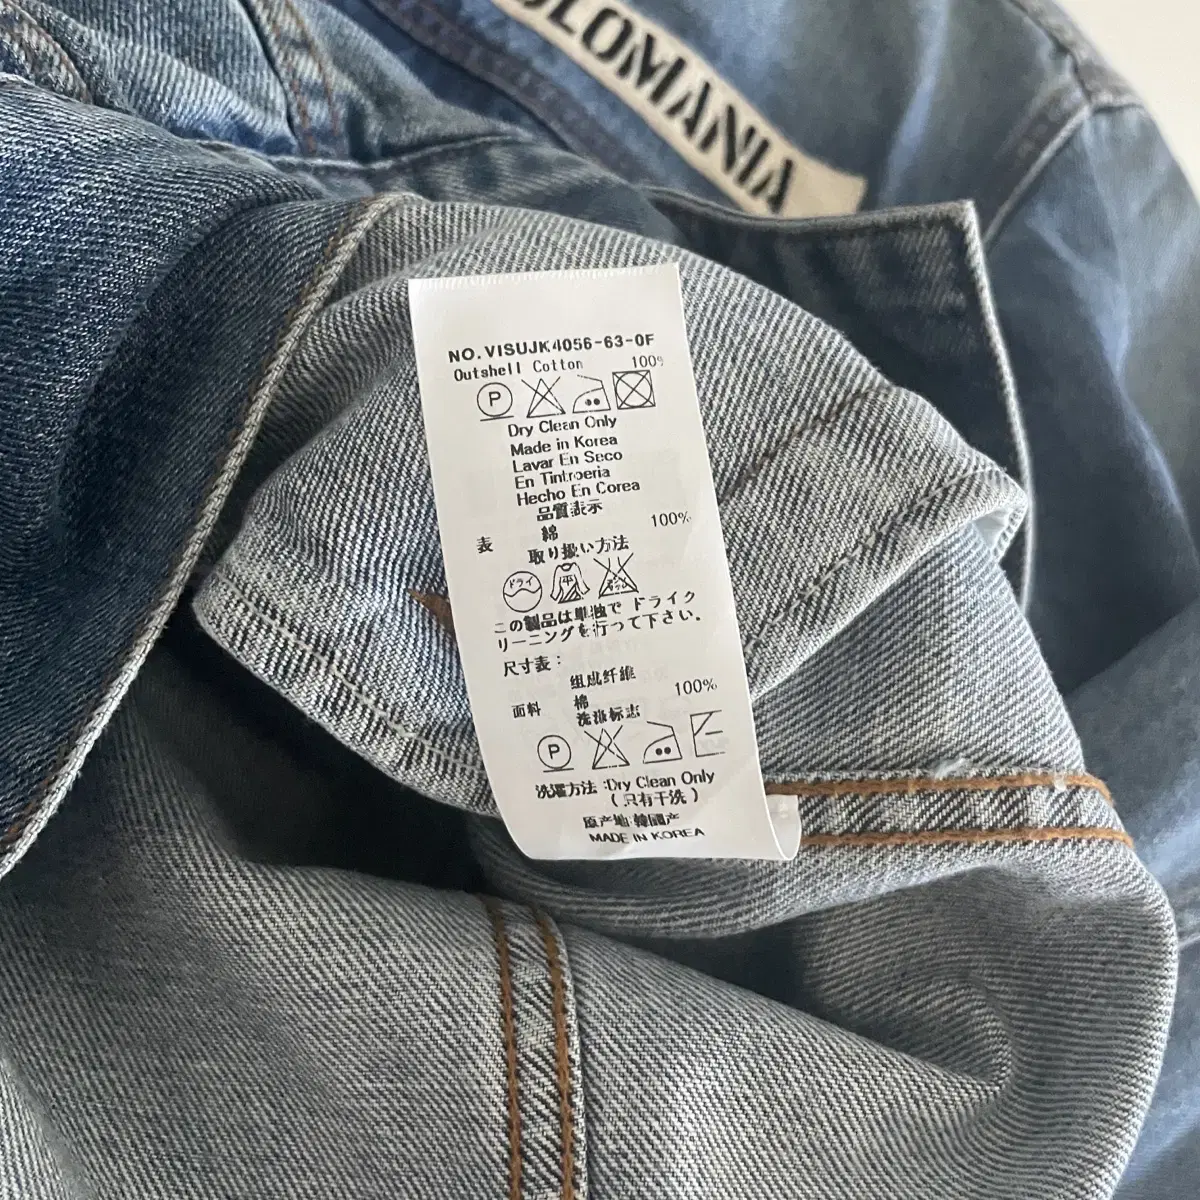 LOMANIA
NO.VISUJK4056-63-0F
Outshell Cotton 100%
P
Dry Clean Only
Made in Korea
Lavar En Seco
En Tintroeria
Hecho En Corea
品質表示
表 綿 100%
取り扱い方法
ドライ
この製品は単独で ドライク
リーニングを行って下さい.
尺寸表:
组成纤维
面料 棉 100%
洗涤标志
P
洗濯方法:Dry Clean Only
(只有干洗)
原产地:韓國产
MADE IN KOREA